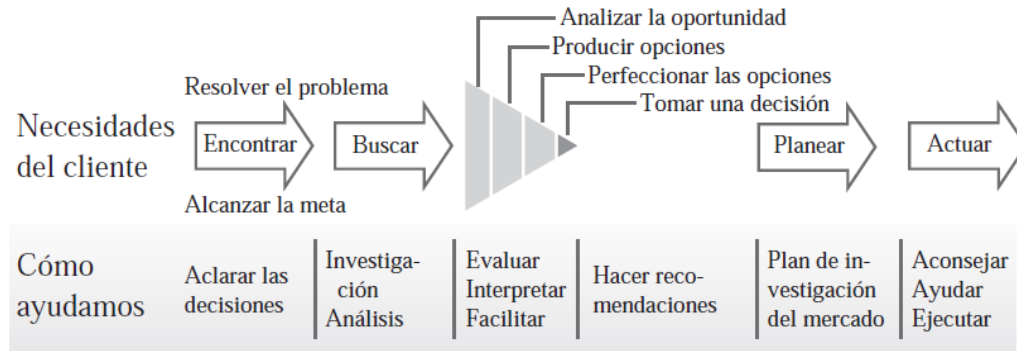 Analizar la oportunidad
Producir opciones
Perfeccionar las opciones
Tomar una decisión
Necesidades
del cliente
Resolver el problema
Encontrar
Alcanzar la meta
Buscar
Planear
Actuar
Cómo
ayudamos
Aclarar las
decisiones
Investiga-
ción
Análisis
Evaluar
Interpretar
Facilitar
Hacer reco-
mendaciones
Plan de in-
vestigación
del mercado
Aconsejar
Ayudar
Ejecutar